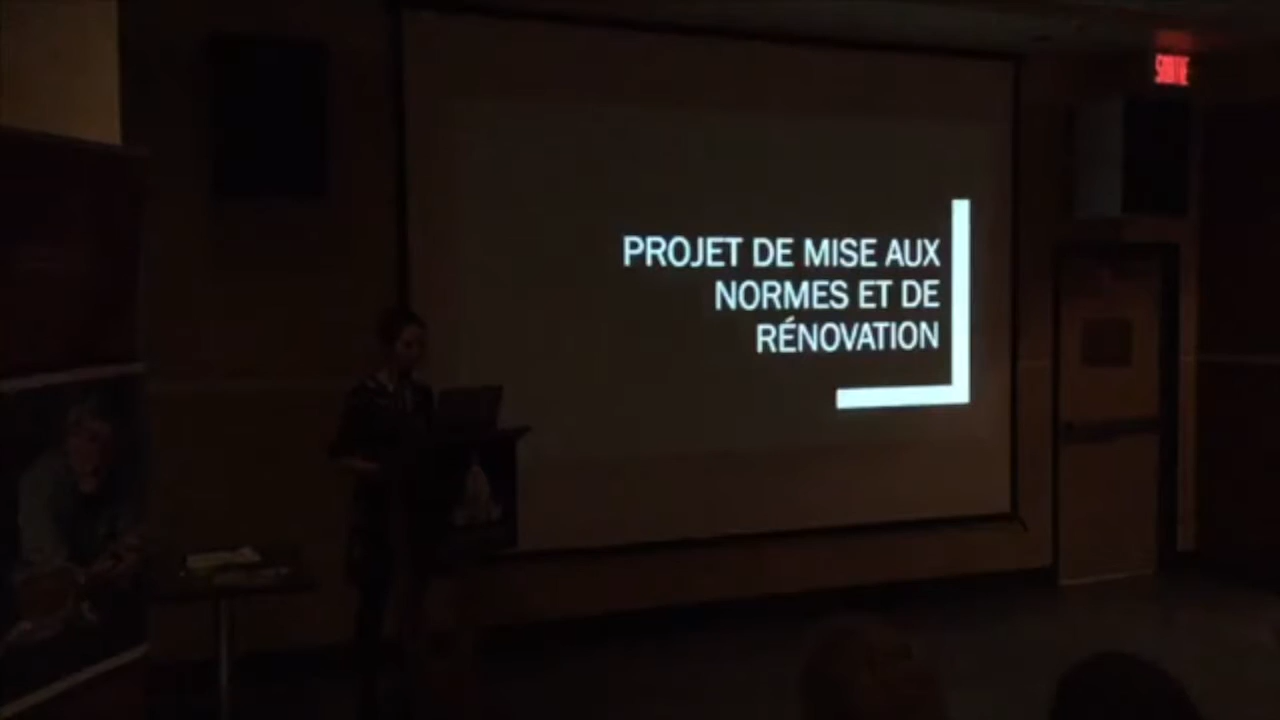 SORTIE
PROJET DE MISE AUX
NORMES ET DE
RÉNOVATION